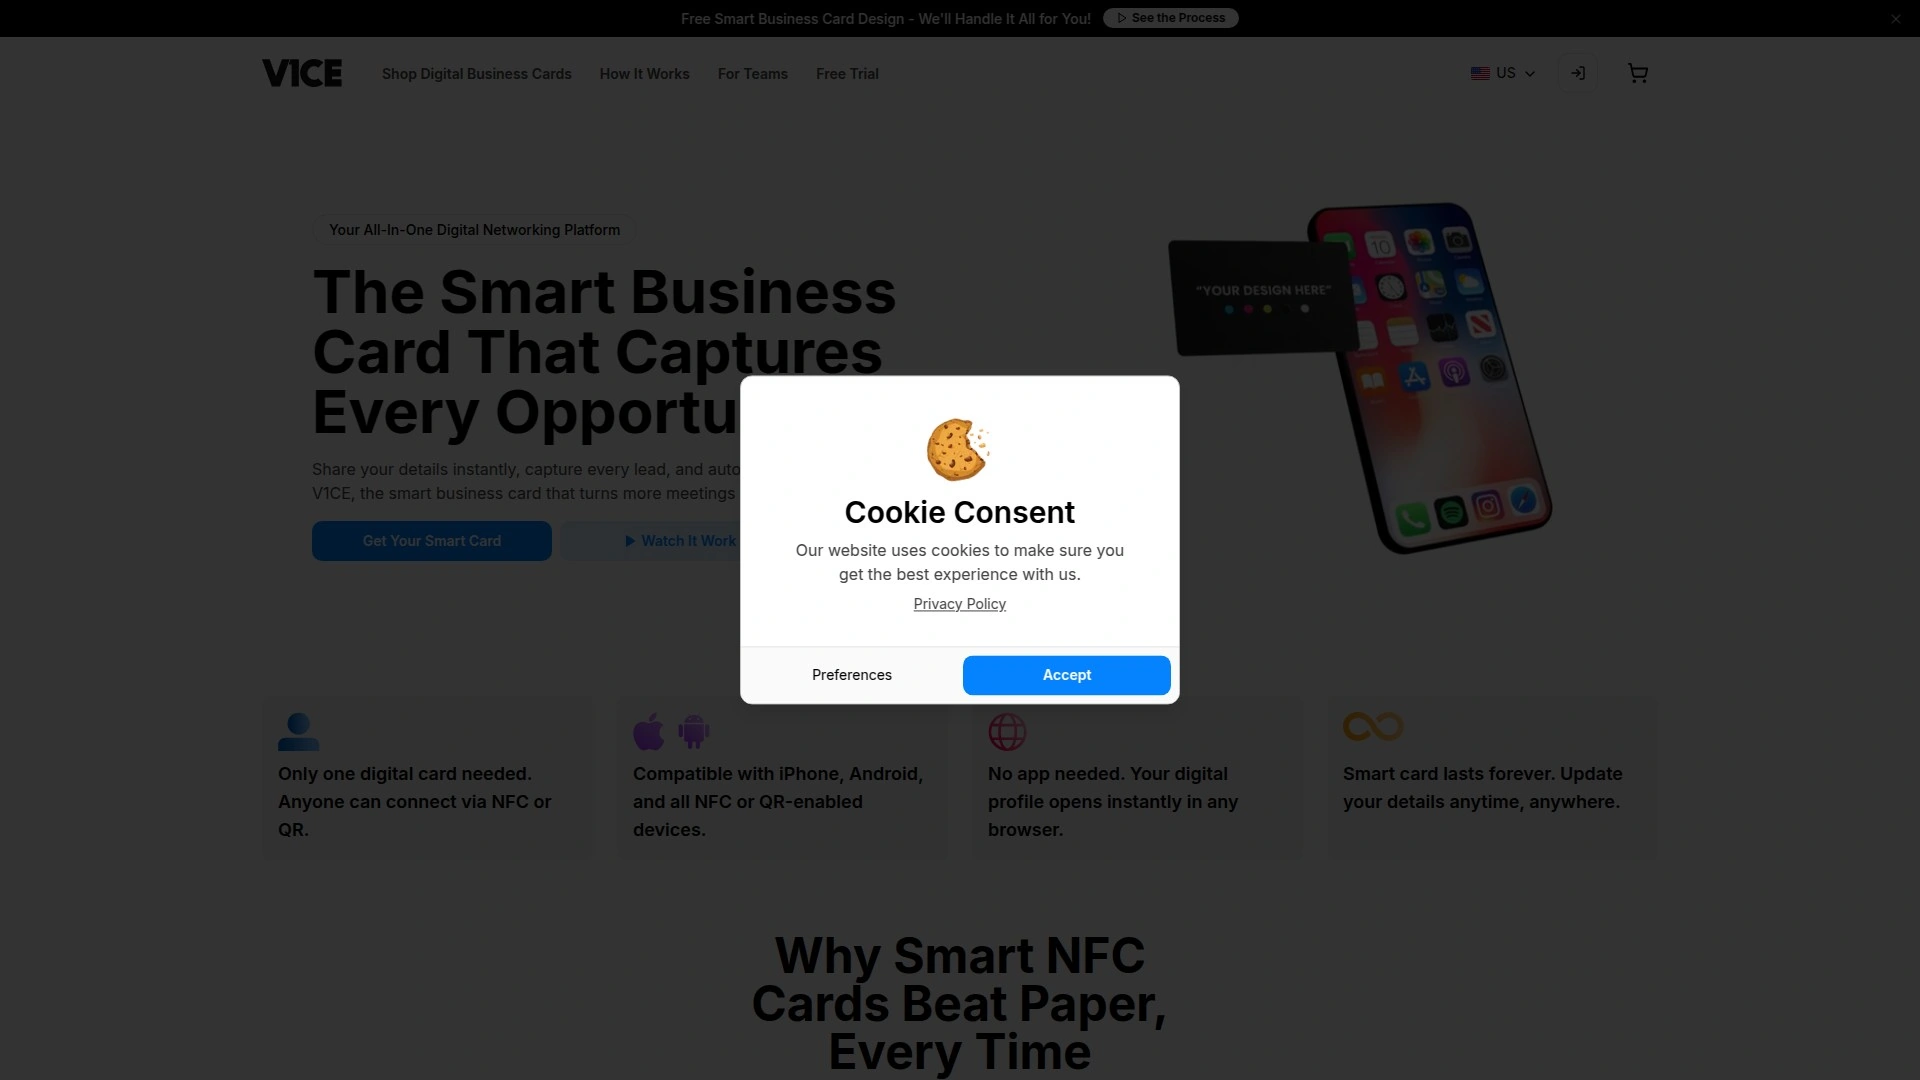 Free Smart Business Card Design - We'll Handle It All for You!
See the Process
V1CE
Shop Digital Business Cards
How It Works
For Teams
Free Trial
US
Your All-In-One Digital Networking Platform
The Smart Business
Card That Captures
Every Opportu
Share your details instantly, capture every lead, and auto
V1CE, the smart business card that turns more meetings
Get Your Smart Card
Watch It Work
"YOUR DESIGN HERE"
10
Cookie Consent
Our website uses cookies to make sure you
get the best experience with us.
Privacy Policy
Preferences
Accept
Only one digital card needed.
Anyone can connect via NFC or
QR.
Compatible with iPhone, Android,
and all NFC or QR-enabled
devices.
No app needed. Your digital
profile opens instantly in any
browser.
Smart card lasts forever. Update
your details anytime, anywhere.
Why Smart NFC
Cards Beat Paper,
Every Time